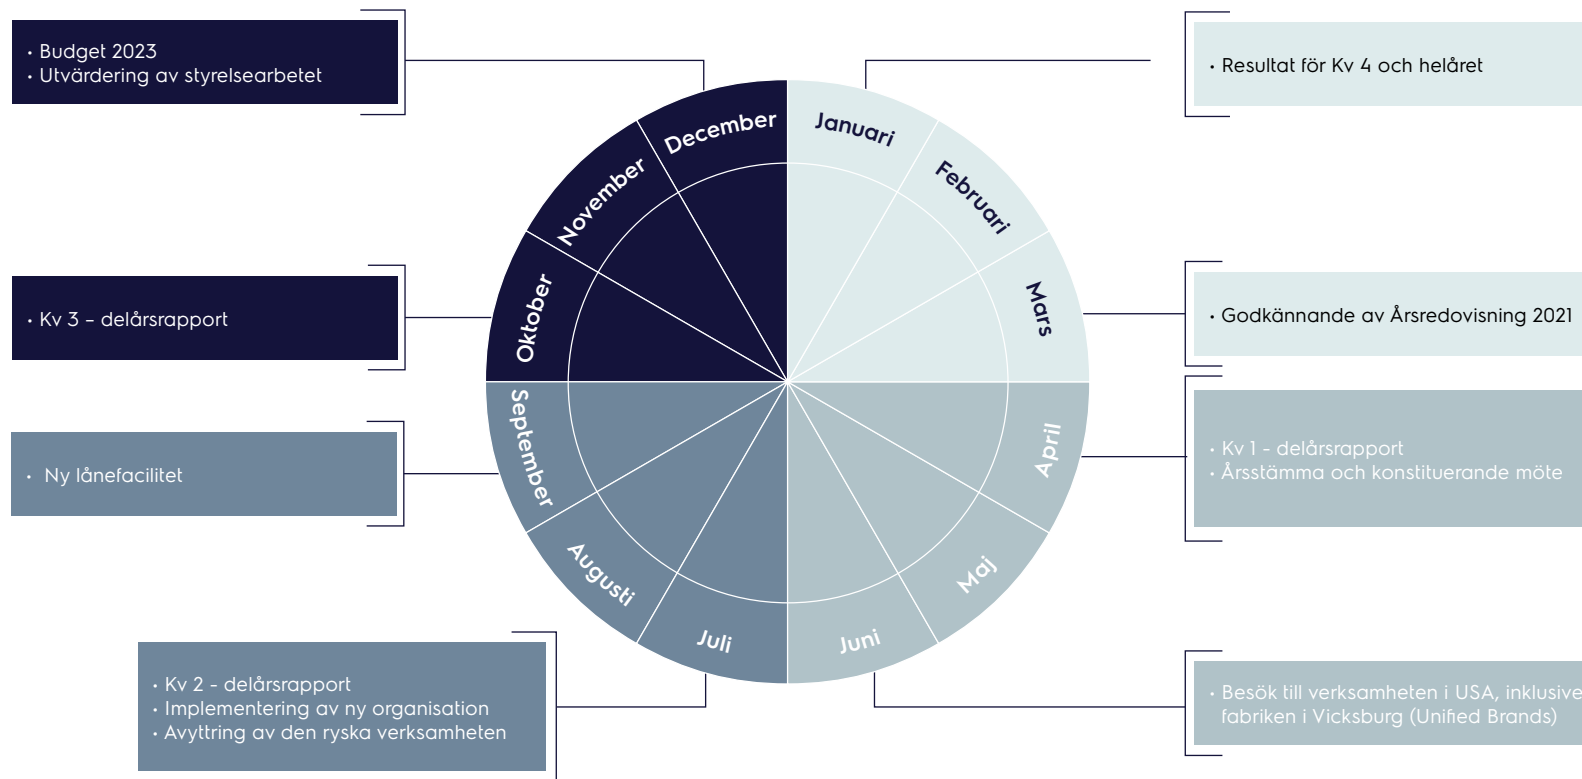 • Budget 2023
• Utvärdering av styrelsearbetet
• Resultat för Kv 4 och helåret
December
Januari
November
Februari
Oktober
Mars
• Kv 3 – delårsrapport
• Godkännande av Årsredovisning 2021
September
April
• Ny lånefacilitet
• Kv 1 - delårsrapport
• Årsstämma och konstituerande möte
Augusti
Maj
Juli
Juni
• Kv 2 - delårsrapport
• Implementering av ny organisation
• Avyttring av den ryska verksamheten
• Besök till verksamheten i USA, inklusive
fabriken i Vicksburg (Unified Brands)